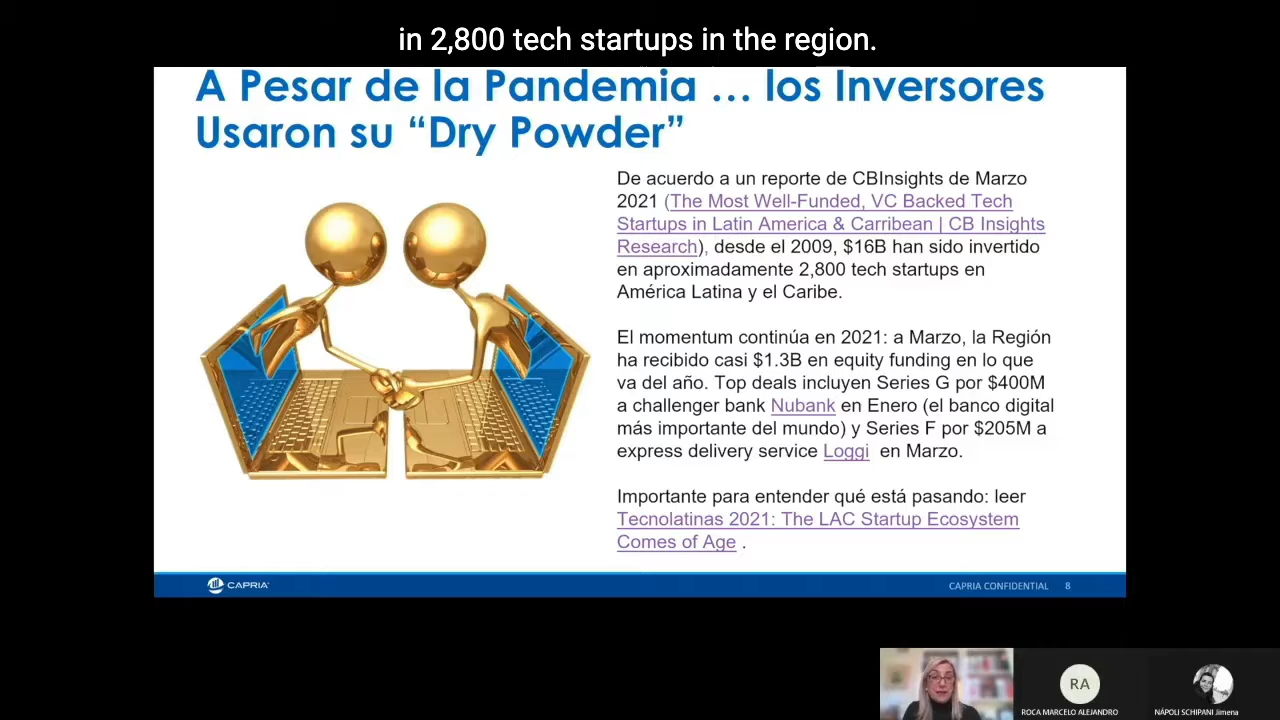 in 2,800 tech startups in the region.
A Pesar de la Pandemia ... los Inversores
Usaron su “Dry Powder”
De acuerdo a un reporte de CBInsights de Marzo
2021 (The Most Well-Funded, VC Backed Tech
Startups in Latin America & Carribean | CB Insights
Research), desde el 2009, $16B han sido invertido
en aproximadamente 2,800 tech startups en
América Latina y el Caribe.
El momentum continúa en 2021: a Marzo, la Región
ha recibido casi $1.3B en equity funding en lo que
va del año. Top deals incluyen Series G por $400M
a challenger bank Nubank en Enero (el banco digital
más importante del mundo) y Series F por $205M a
express delivery service Loggi en Marzo.
Importante para entender qué está pasando: leer
Tecnolatinas 2021: The LAC Startup Ecosystem
Comes of Age .
CAPRIA
CAPRIA CONFIDENTIAL 8
RA
ROCA MARCELO ALEJANDRO
NÁPOLI SCHIPANI Jimena